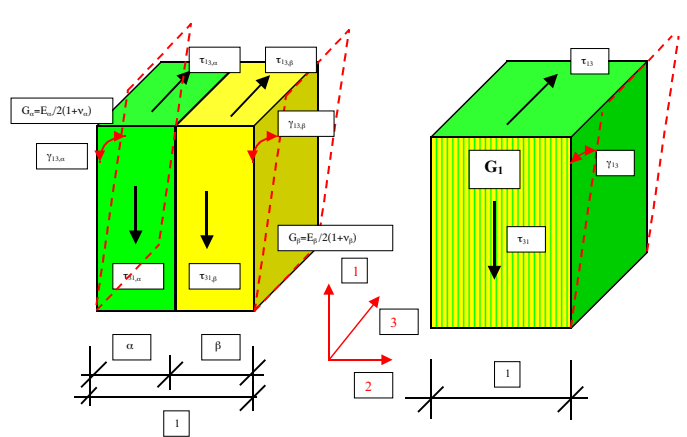 τ13,α
τ13,β
τ13
Gα=Eα/2(1+να)
γ13,β
γ13,α
γ13
G1
Gβ=Eβ/2(1+νβ)
τ31
τ31,α
τ31,β
1
3
2
α
β
1
1